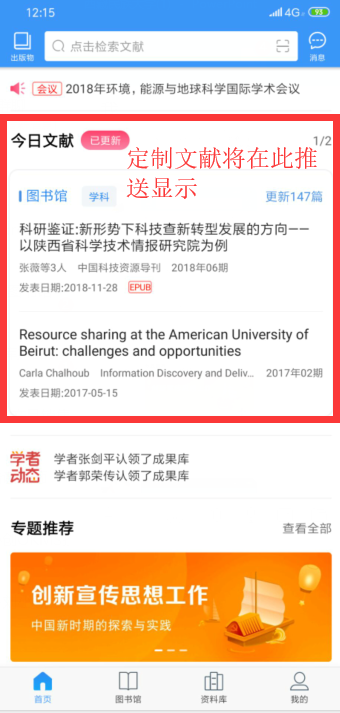 12:15
4G 93
出版物
点击检索文献
消息
会议 2018年环境，能源与地球科学国际学术会议
今日文献 已更新 1/2
定制文献将在此推
送显示
图书馆 学科 更新147篇
科研鉴证:新形势下科技查新转型发展的方向——
以陕西省科学技术情报研究院为例
张薇等3人 中国科技资源导刊 2018年06期
发表日期:2018-11-28 EPUB
Resource sharing at the American University of
Beirut: challenges and opportunities
Carla Chalhoub Information Discovery and Deliv... 2017年02期
发表日期:2017-05-15
学者
动态
学者张剑平认领了成果库
学者郭荣传认领了成果库
专题推荐 查看全部
创新宣传思想工作
中国新时期的探索与实践
首页 图书馆 资料库 我的